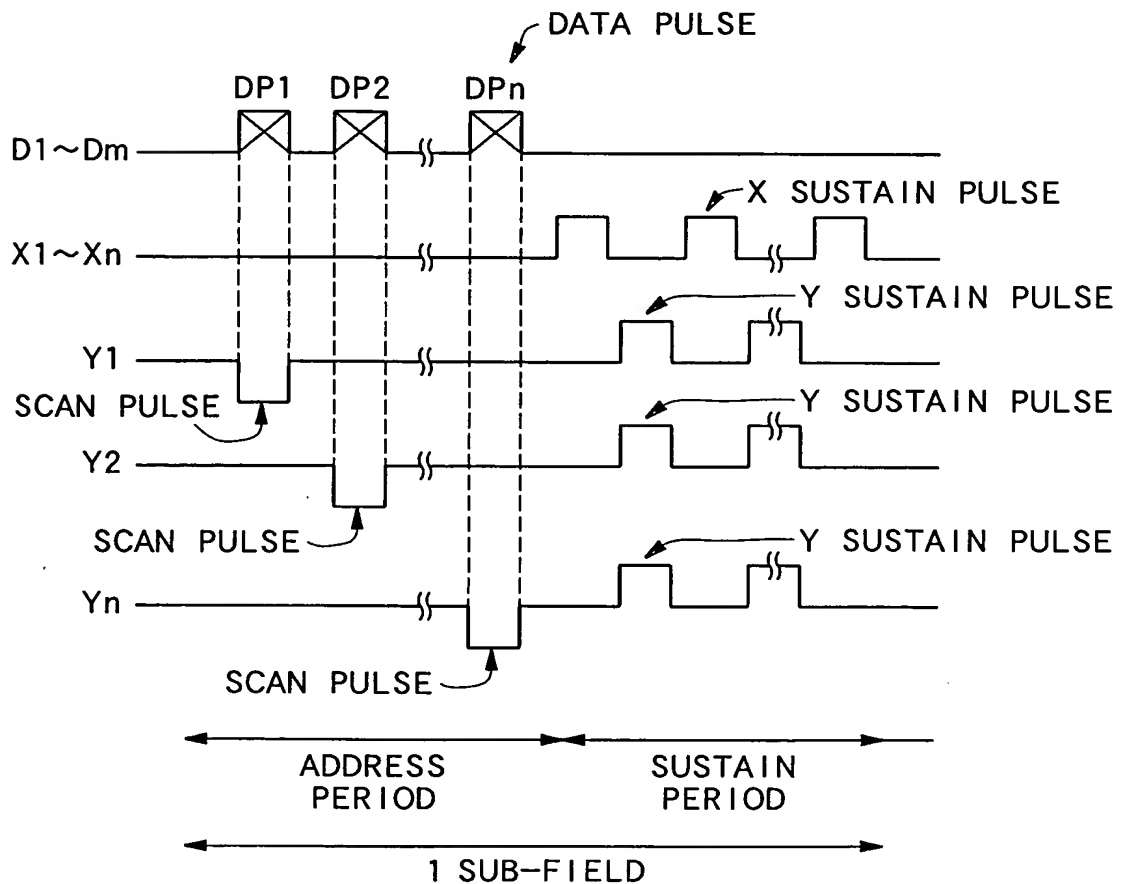 DATA PULSE
DP1 DP2 DPn
D1~Dm
X SUSTAIN PULSE
X1~Xn
Y SUSTAIN PULSE
Y1
SCAN PULSE
Y SUSTAIN PULSE
Y2
SCAN PULSE
Y SUSTAIN PULSE
Yn
SCAN PULSE
ADDRESS PERIOD
SUSTAIN PERIOD
1 SUB-FIELD